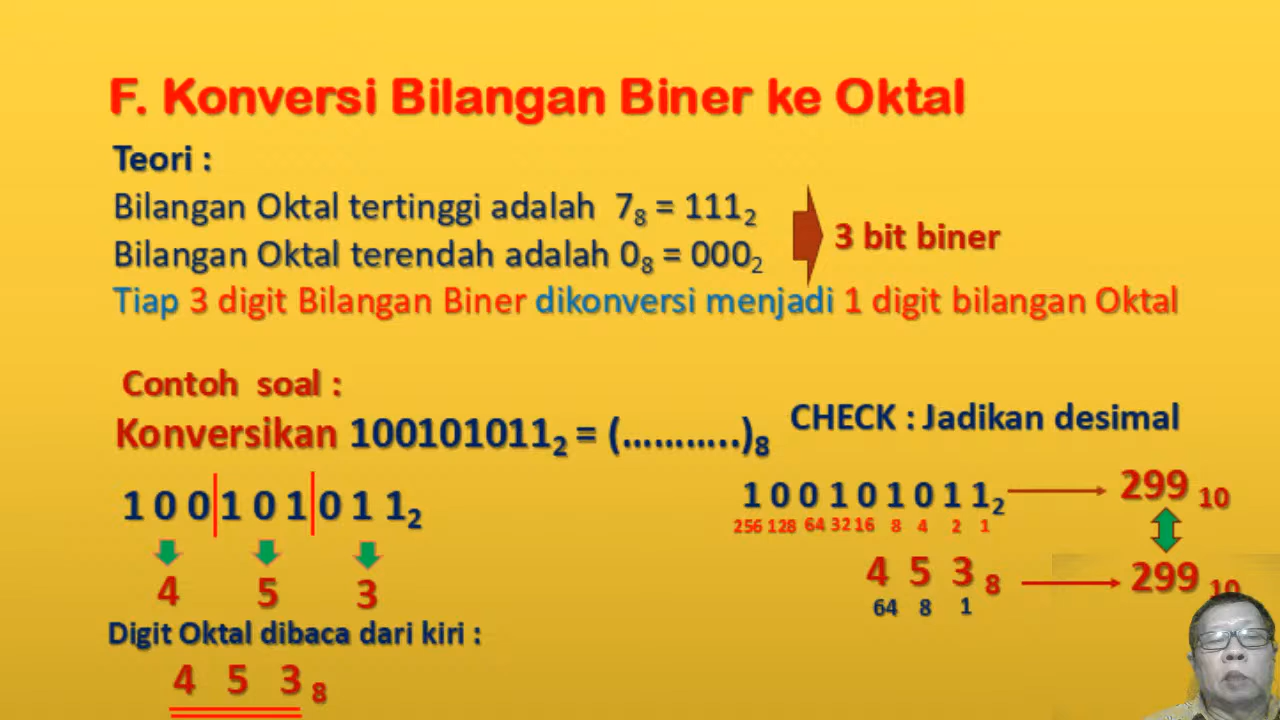 F. Konversi Bilangan Biner ke Oktal
Teori :
Bilangan Oktal tertinggi adalah 7₈ = 111₂
Bilangan Oktal terendah adalah 0₈ = 000₂
3 bit biner
Tiap 3 digit Bilangan Biner dikonversi menjadi 1 digit bilangan Oktal
Contoh soal :
Konversikan 100101011₂ = (...........)₈
1 0 0 1 0 1 0 1 1₂
4 5 3
Digit Oktal dibaca dari kiri :
4 5 3 ₈
CHECK : Jadikan desimal
1 0 0 1 0 1 0 1 1₂ 299 ₁₀
256 128 64 32 16 8 4 2 1
4 5 3 ₈ 299 ₁₀
64 8 1